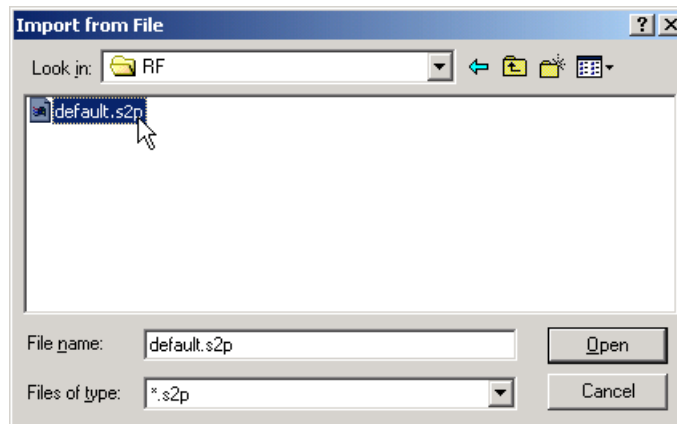 Import from File
Look in: RF
default.s2p
File name: default.s2p Open
Files of type: *.s2p Cancel